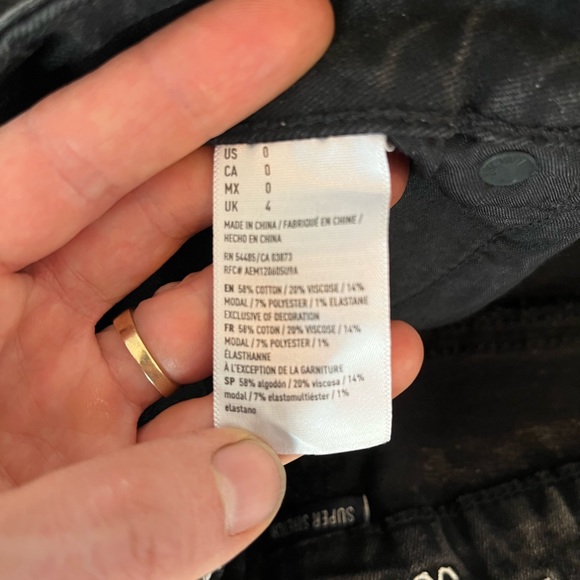 US 0
CA 0
MX 0
UK 4
MADE IN CHINA / FABRIQUÉ EN CHINE /
HECHO EN CHINA
RN 54485/CA 03873
RFC# AEM1206DSU9A
EN 58% COTTON / 20% VISCOSE / 14%
MODAL / 7% POLYESTER / 1% ELASTANE
EXCLUSIVE OF DECORATION
FR 58% COTON / 20% VISCOSE / 14%
MODAL / 7% POLYESTER / 1%
ÉLASTHANNE
À L'EXCEPTION DE LA GARNITURE
SP 58% algodón / 20% viscosa / 14%
modal / 7% elastomultiéster / 1%
elastano
SUPER